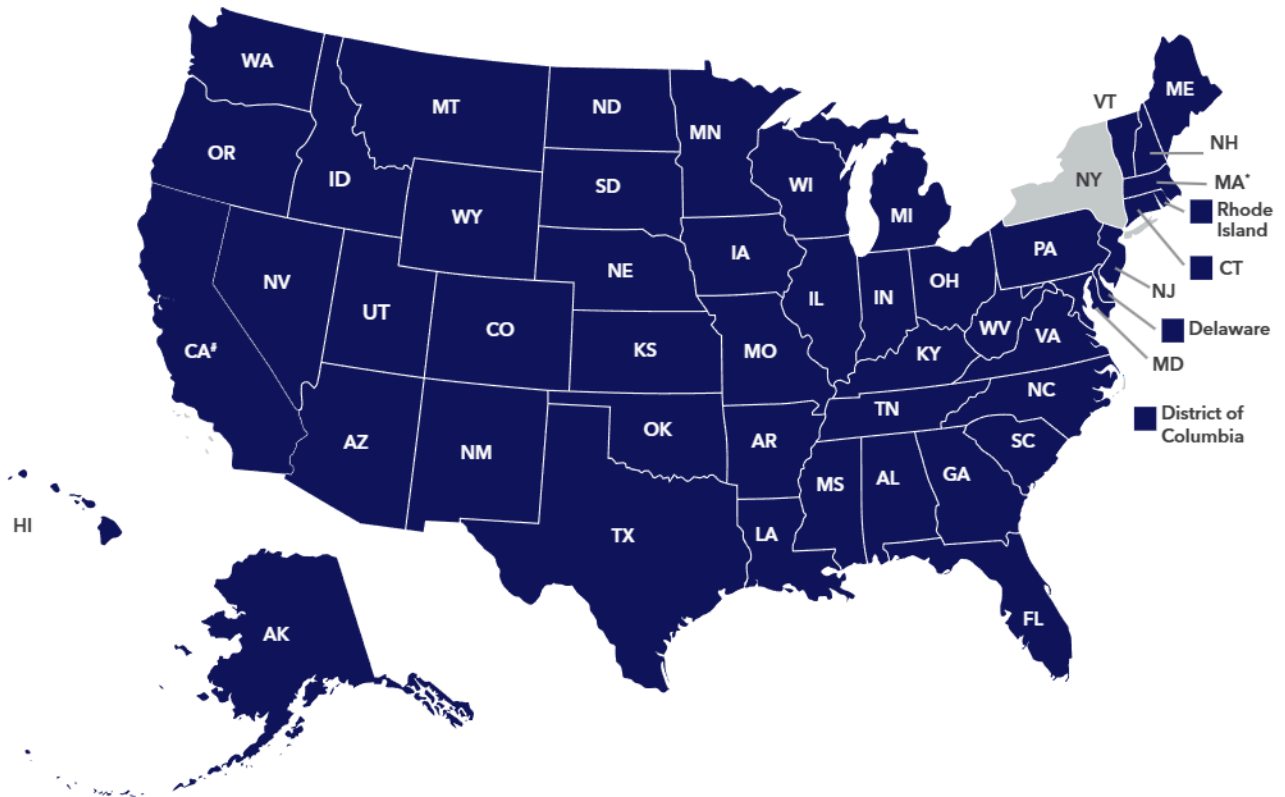 WA
ME
VT
MT
ND
MN
OR
NH
ID
SD
WI
NY
MA*
MI
Rhode
Island
WY
IA
PA
NE
CT
NV
OH
NJ
UT
IL
IN
CO
WV
VA
Delaware
CA#
KS
MO
KY
MD
NC
TN
District of
Columbia
OK
AZ
AR
SC
NM
MS
AL
GA
HI
TX
LA
FL
AK